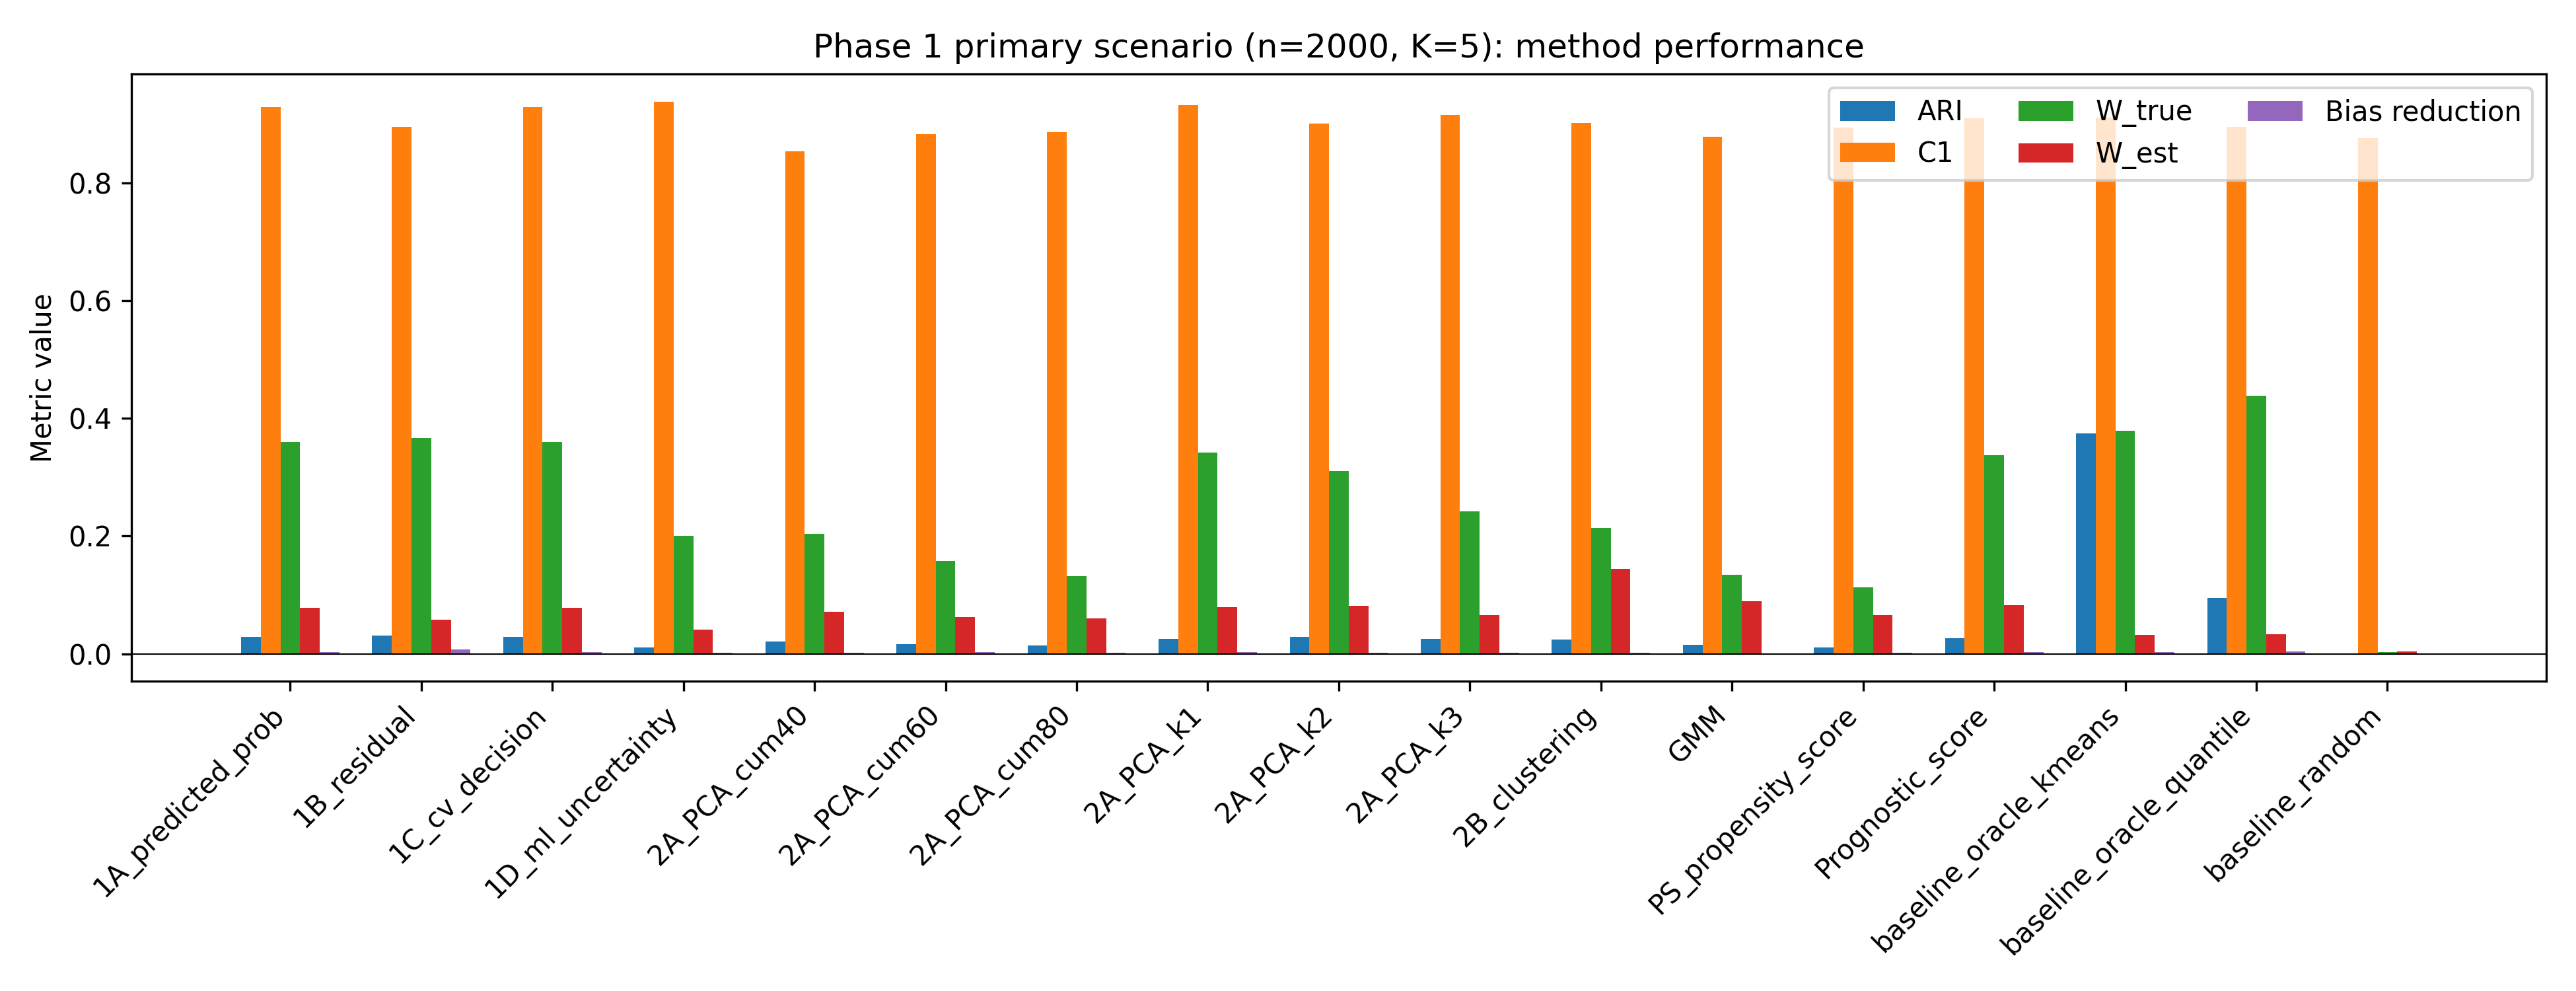 Phase 1 primary scenario (n=2000, K=5): method performance
ARI
W_true
Bias reduction
C1
W_est
Metric value
0.8
0.6
0.4
0.2
0.0
1A_predicted_prob
1B_residual
1C_cv_decision
1D_ml_uncertainty
2A_PCA_cum40
2A_PCA_cum60
2A_PCA_cum80
2A_PCA_k1
2A_PCA_k2
2A_PCA_k3
2B_clustering
GMM
PS_propensity_score
Prognostic_score
baseline_oracle_kmeans
baseline_oracle_quantile
baseline_random